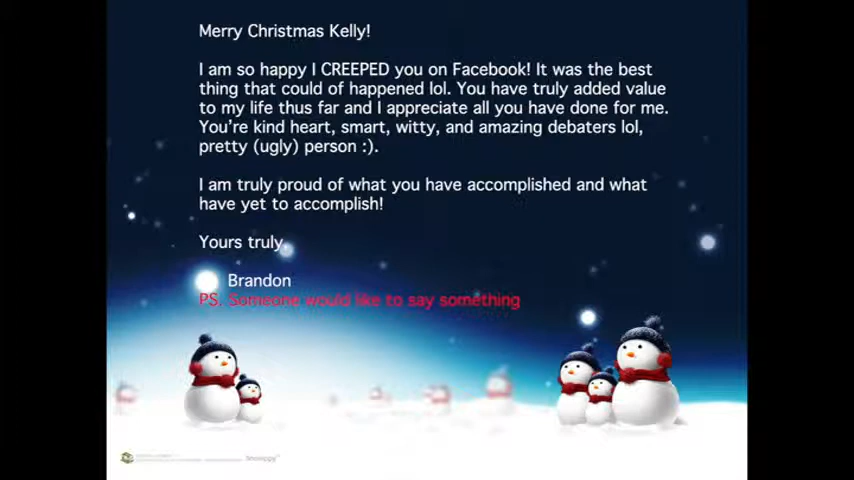 Merry Christmas Kelly!
I am so happy I CREEPED you on Facebook! It was the best
thing that could of happened lol. You have truly added value
to my life thus far and I appreciate all you have done for me.
You're kind heart, smart, witty, and amazing debaters lol,
pretty (ugly) person :).
I am truly proud of what you have accomplished and what
have yet to accomplish!
Yours truly,
Brandon
PS. Someone would like to say something